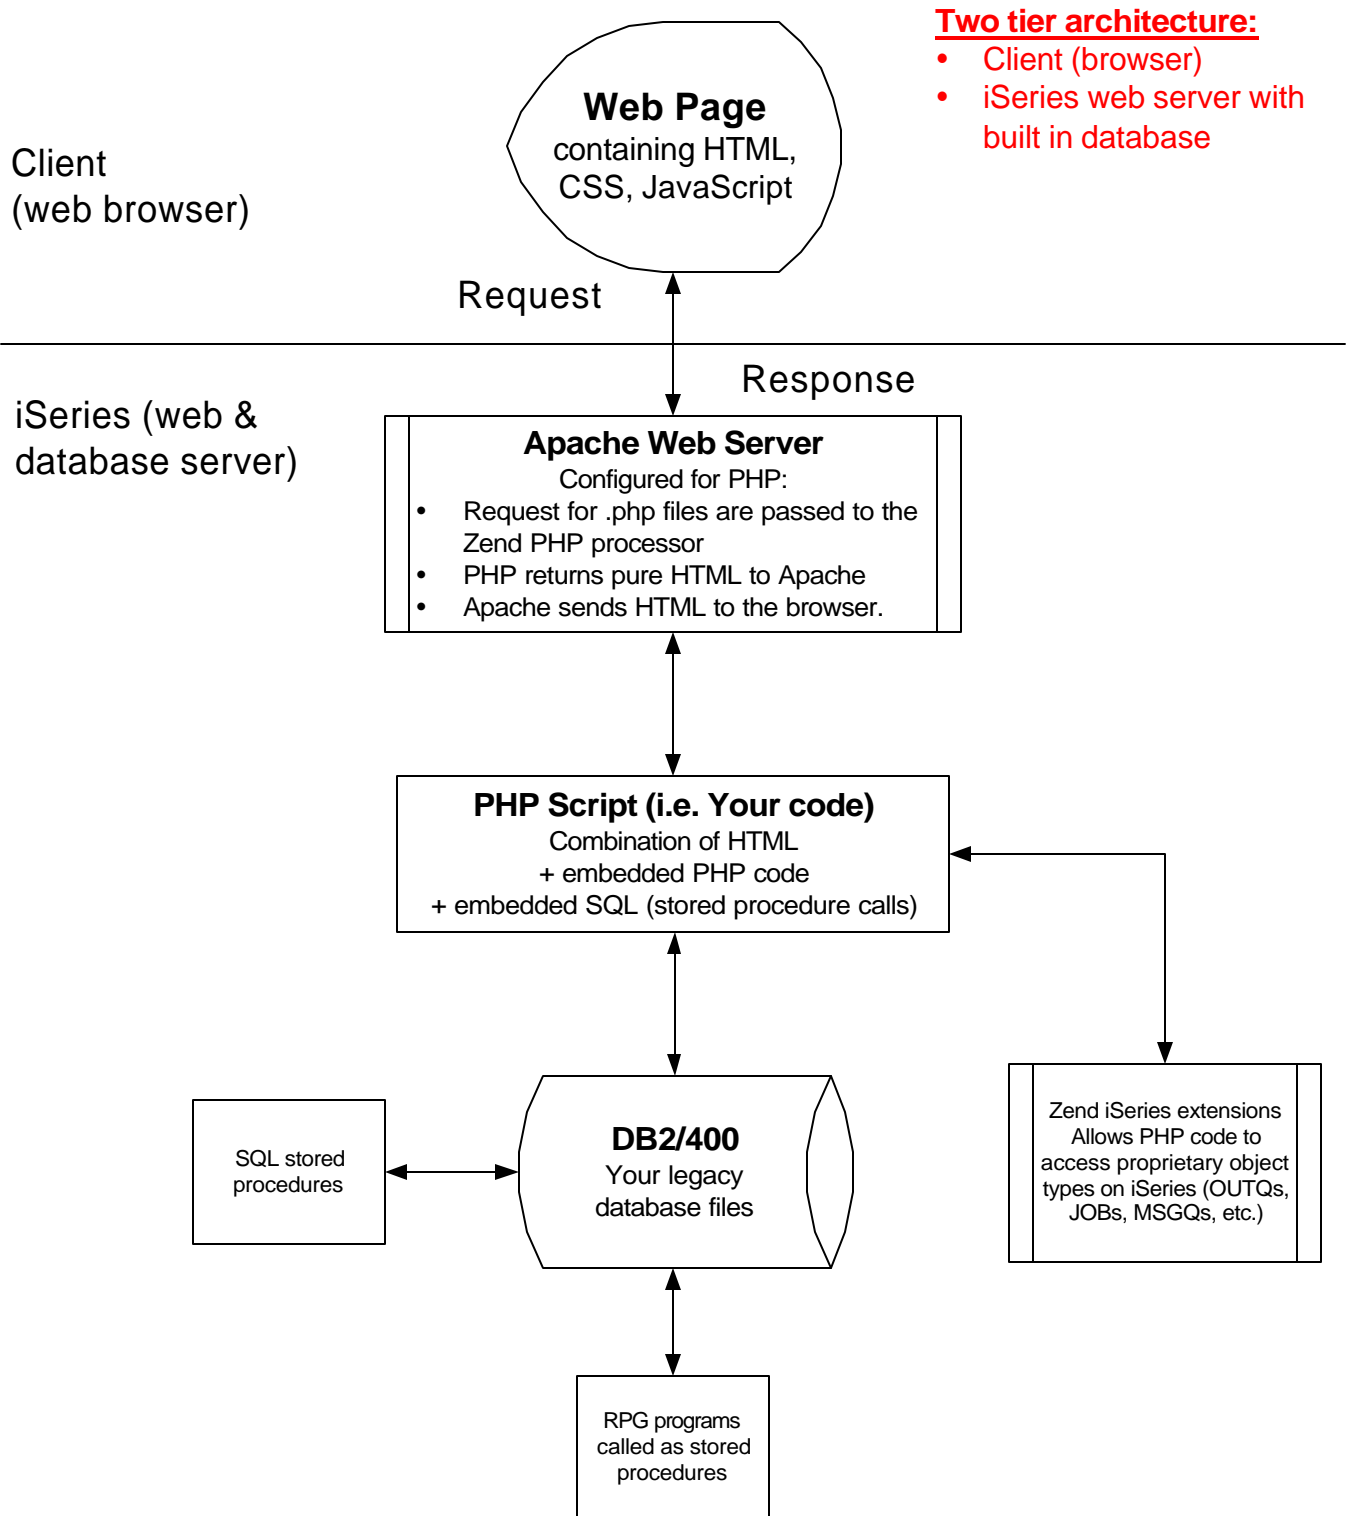 Two tier architecture:
• Client (browser)
• iSeries web server with
built in database
Web Page
containing HTML,
CSS, JavaScript
Client
(web browser)
Request
Response
iSeries (web &
database server)
Apache Web Server
Configured for PHP:
• Request for .php files are passed to the
Zend PHP processor
• PHP returns pure HTML to Apache
• Apache sends HTML to the browser.
PHP Script (i.e. Your code)
Combination of HTML
+ embedded PHP code
+ embedded SQL (stored procedure calls)
SQL stored
procedures
DB2/400
Your legacy
database files
Zend iSeries extensions
Allows PHP code to
access proprietary object
types on iSeries (OUTQs,
JOBs, MSGQs, etc.)
RPG programs
called as stored
procedures